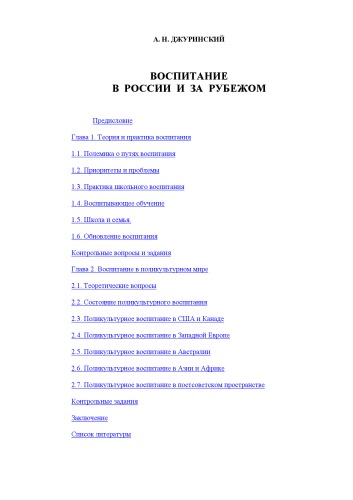 А. Н. ДЖУРИНСКИЙ
ВОСПИТАНИЕ
В РОССИИ И ЗА РУБЕЖОМ
Предисловие
Глава 1. Теория и практика воспитания
1.1. Полемика о путях воспитания
1.2. Приоритеты и проблемы
1.3. Практика школьного воспитания
1.4. Воспитывающее обучение
1.5. Школа и семья.
1.6. Обновление воспитания
Контрольные вопросы и задания
Глава 2. Воспитание в поликультурном мире
2.1. Теоретические вопросы
2.2. Состояние поликультурного воспитания
2.3. Поликультурное воспитание в США и Канаде
2.4. Поликультурное воспитание в Западной Европе
2.5. Поликультурное воспитание в Австралии
2.6. Поликультурное воспитание в Азии и Африке
2.7. Поликультурное воспитание в постсоветском пространстве
Контрольные задания
Заключение
Список литературы